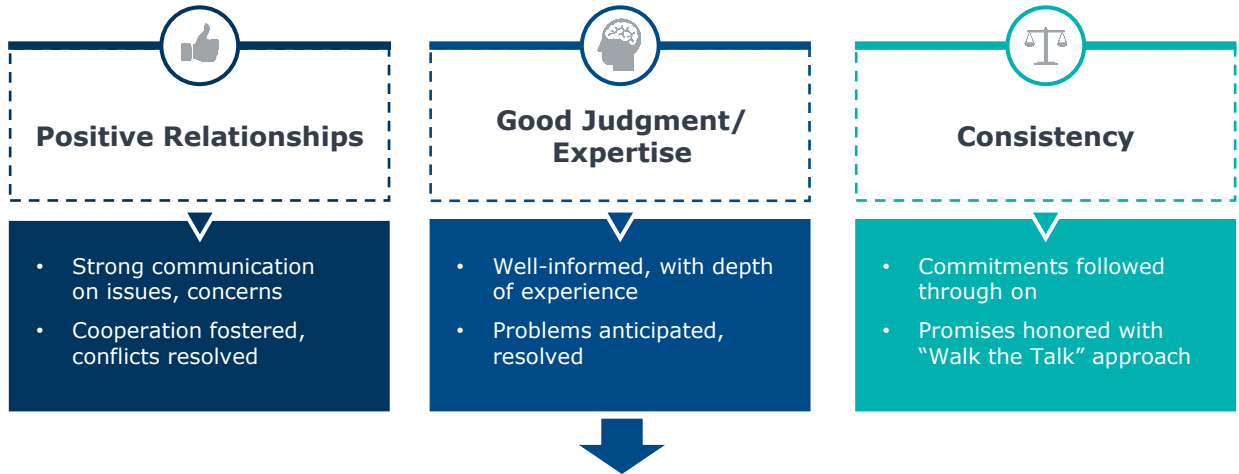 Positive Relationships
• Strong communication
on issues, concerns
• Cooperation fostered,
conflicts resolved
Good Judgment/
Expertise
• Well-informed, with depth
of experience
• Problems anticipated,
resolved
Consistency
• Commitments followed
through on
• Promises honored with
“Walk the Talk” approach